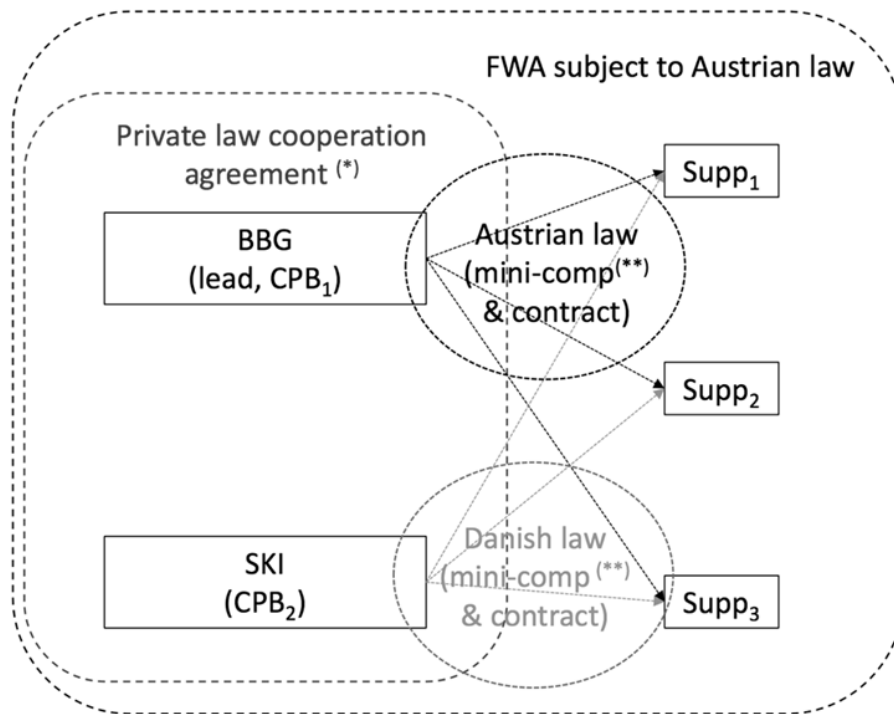 FWA subject to Austrian law
Private law cooperation
agreement (*)
BBG
(lead, CPB₁)
Austrian law
(mini-comp(**)
& contract)
Supp₁
Supp₂
SKI
(CPB₂)
Danish law
(mini-comp (**)
& contract)
Supp₃